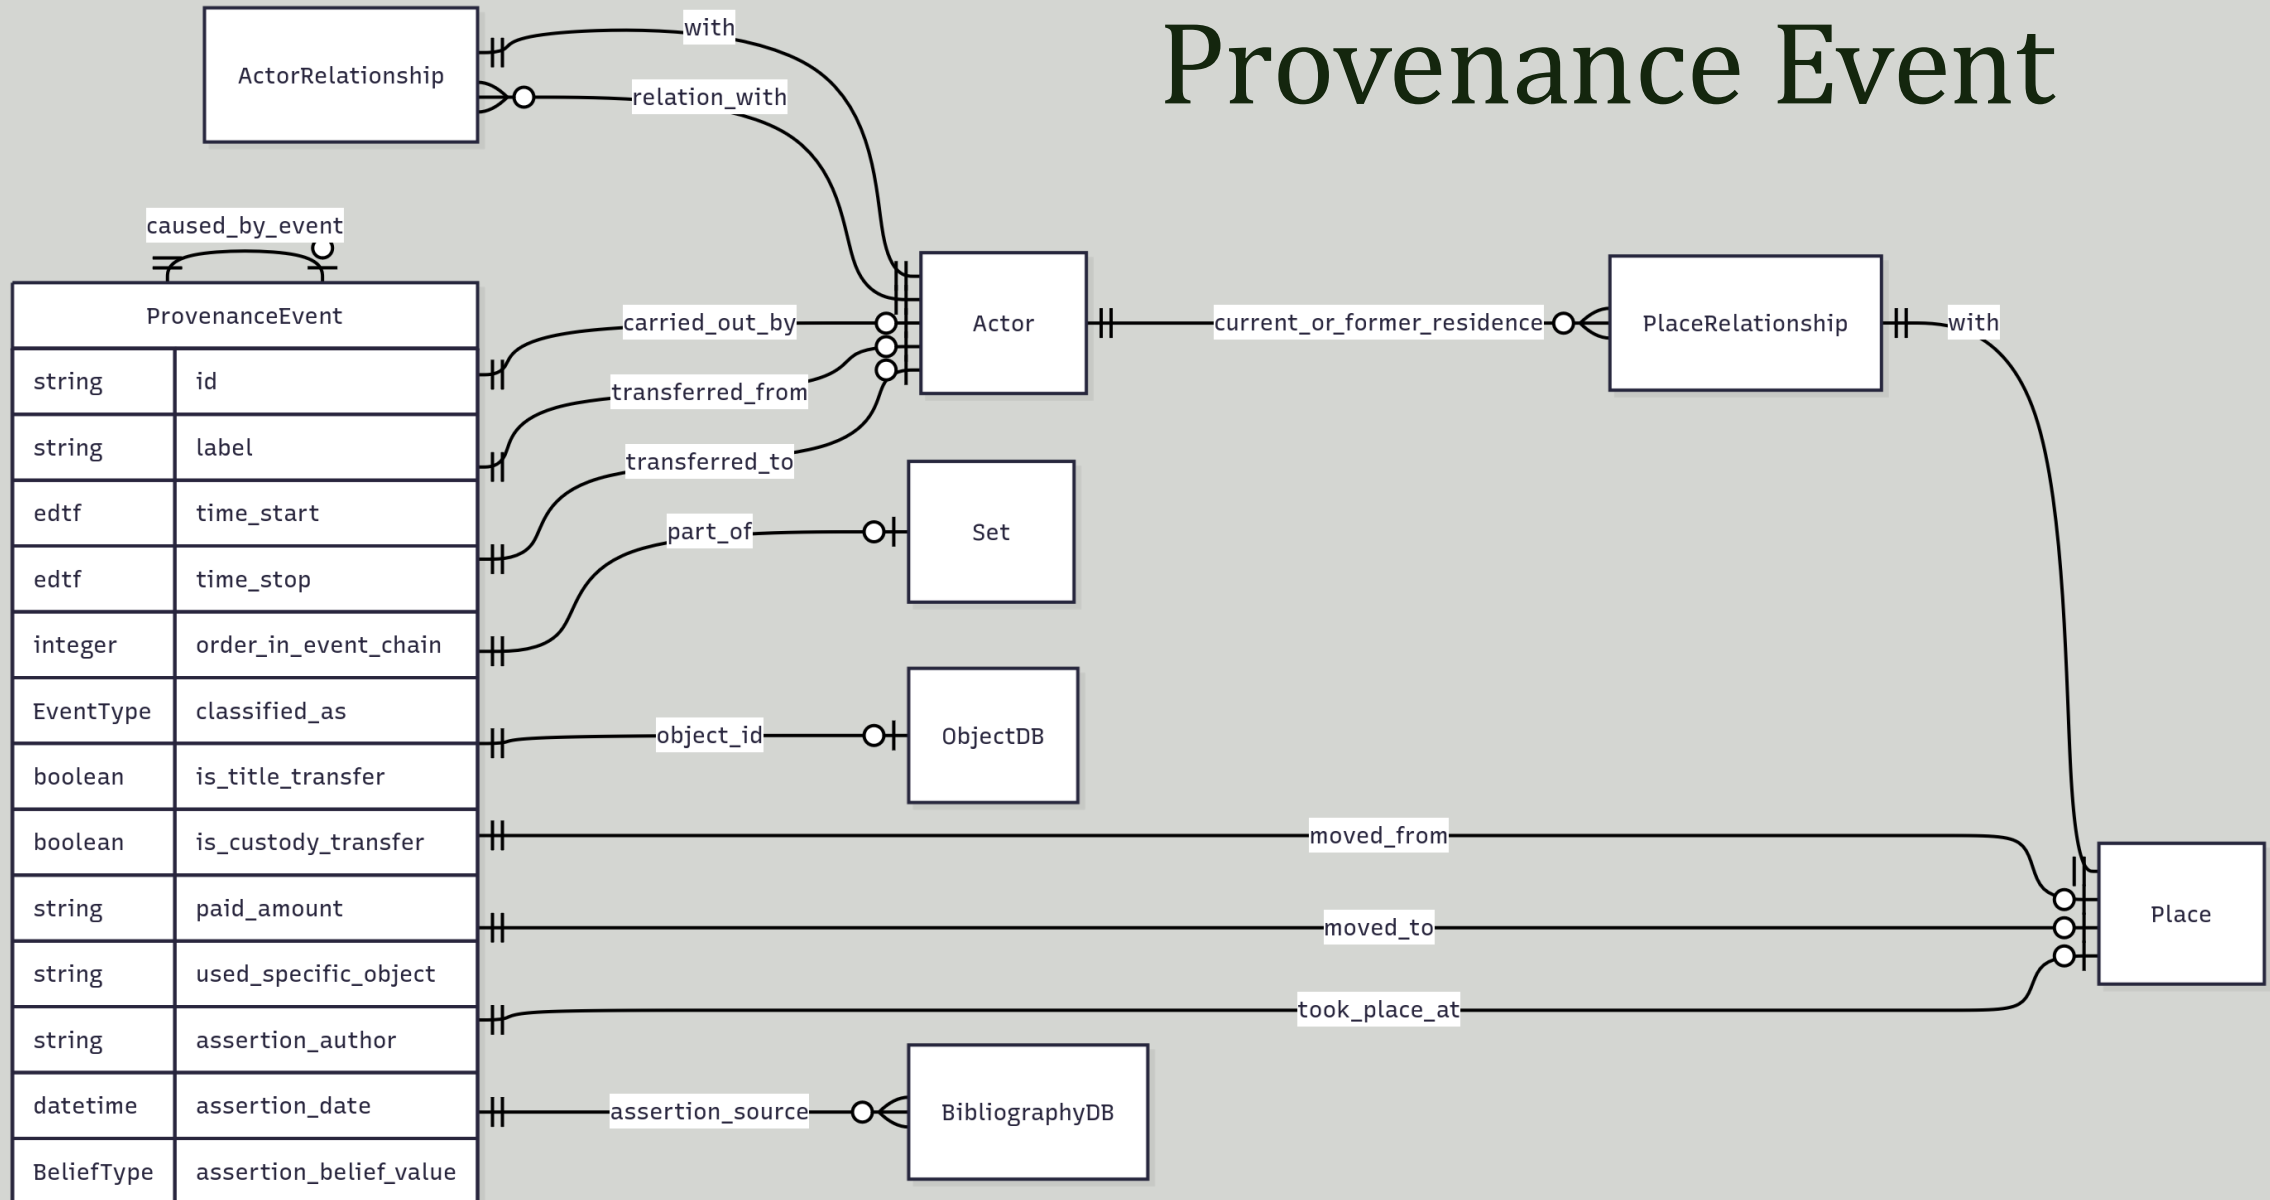 Provenance Event
ActorRelationship
with
relation_with
caused_by_event
ProvenanceEvent
string id
string label
edtf time_start
edtf time_stop
integer order_in_event_chain
EventType classified_as
boolean is_title_transfer
boolean is_custody_transfer
string paid_amount
string used_specific_object
string assertion_author
datetime assertion_date
BeliefType assertion_belief_value
carried_out_by
transferred_from
transferred_to
part_of
object_id
moved_from
moved_to
took_place_at
assertion_source
Actor
Set
ObjectDB
BibliographyDB
current_or_former_residence
PlaceRelationship
with
Place